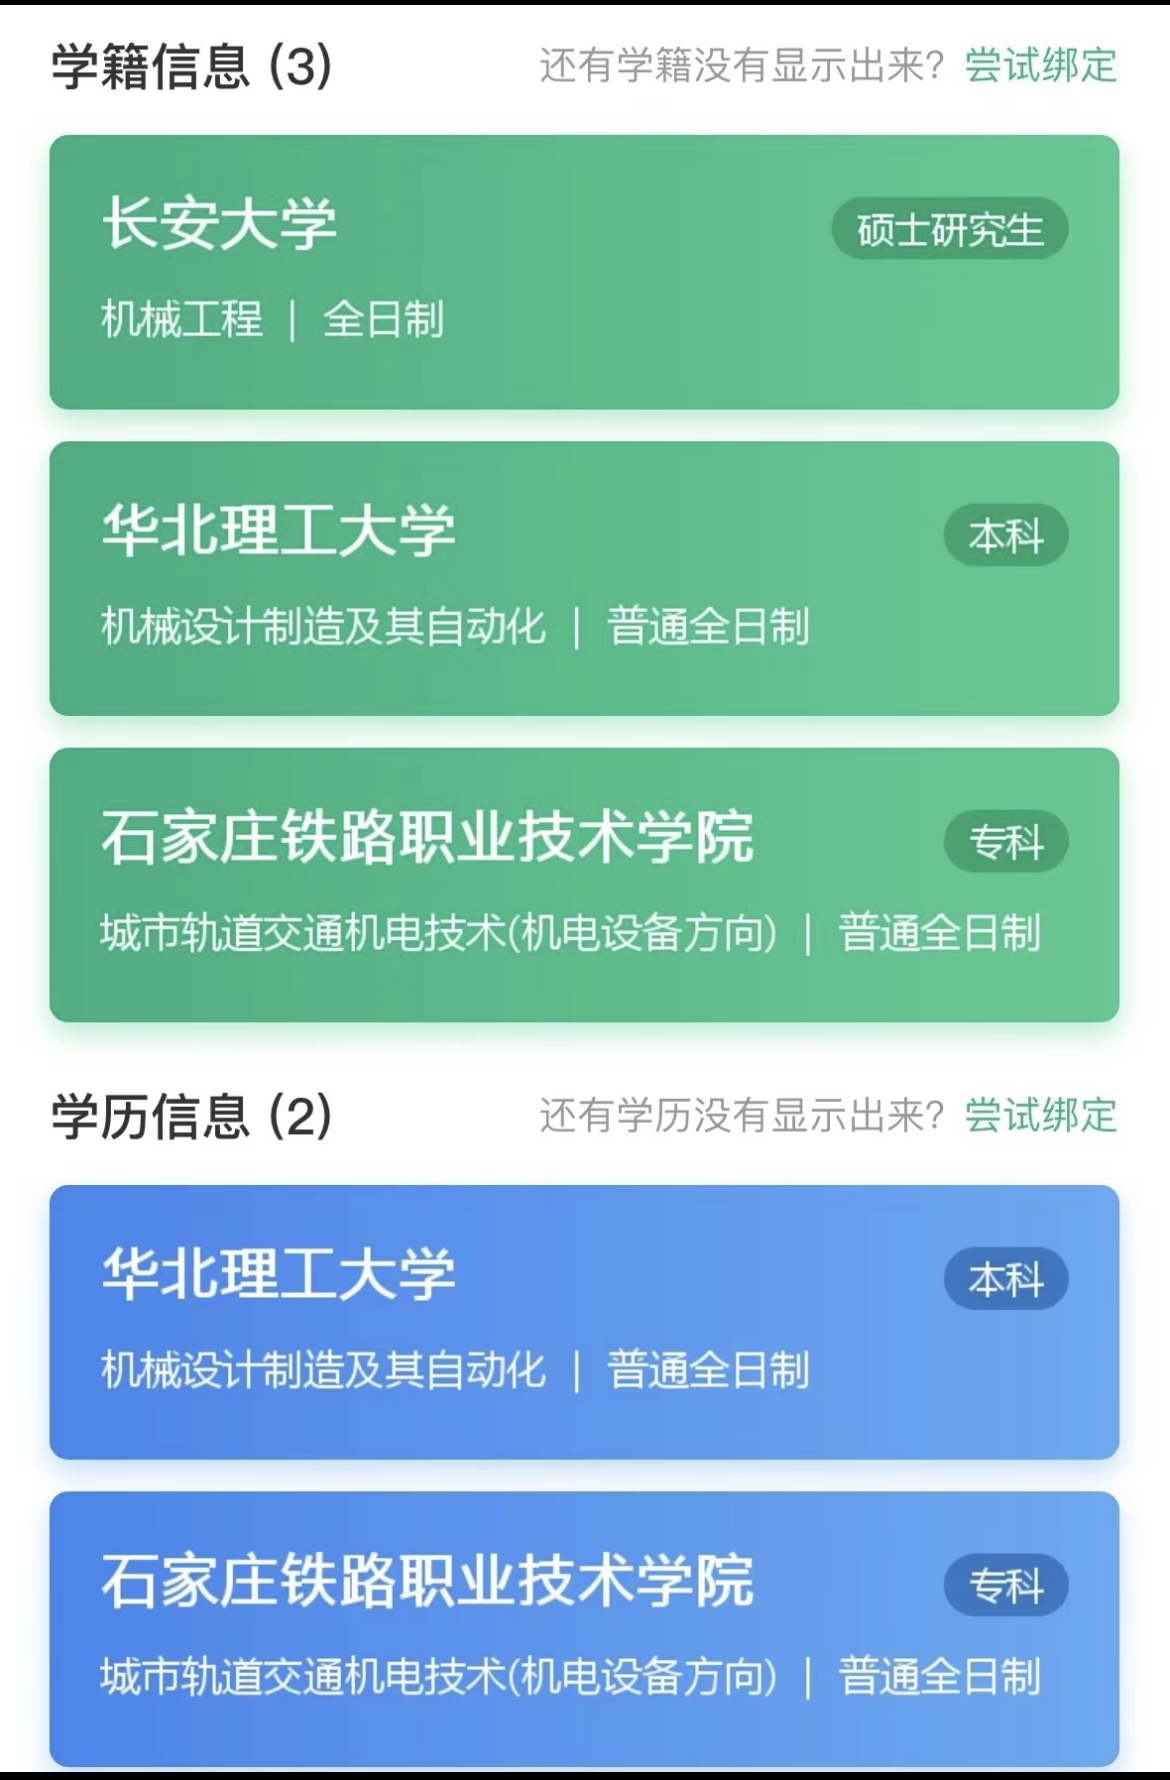 学籍信息 (3) 还有学籍没有显示出来? 尝试绑定
长安大学 硕士研究生
机械工程 | 全日制
华北理工大学 本科
机械设计制造及其自动化 | 普通全日制
石家庄铁路职业技术学院 专科
城市轨道交通机电技术(机电设备方向) | 普通全日制
学历信息 (2) 还有学历没有显示出来? 尝试绑定
华北理工大学 本科
机械设计制造及其自动化 | 普通全日制
石家庄铁路职业技术学院 专科
城市轨道交通机电技术(机电设备方向) | 普通全日制